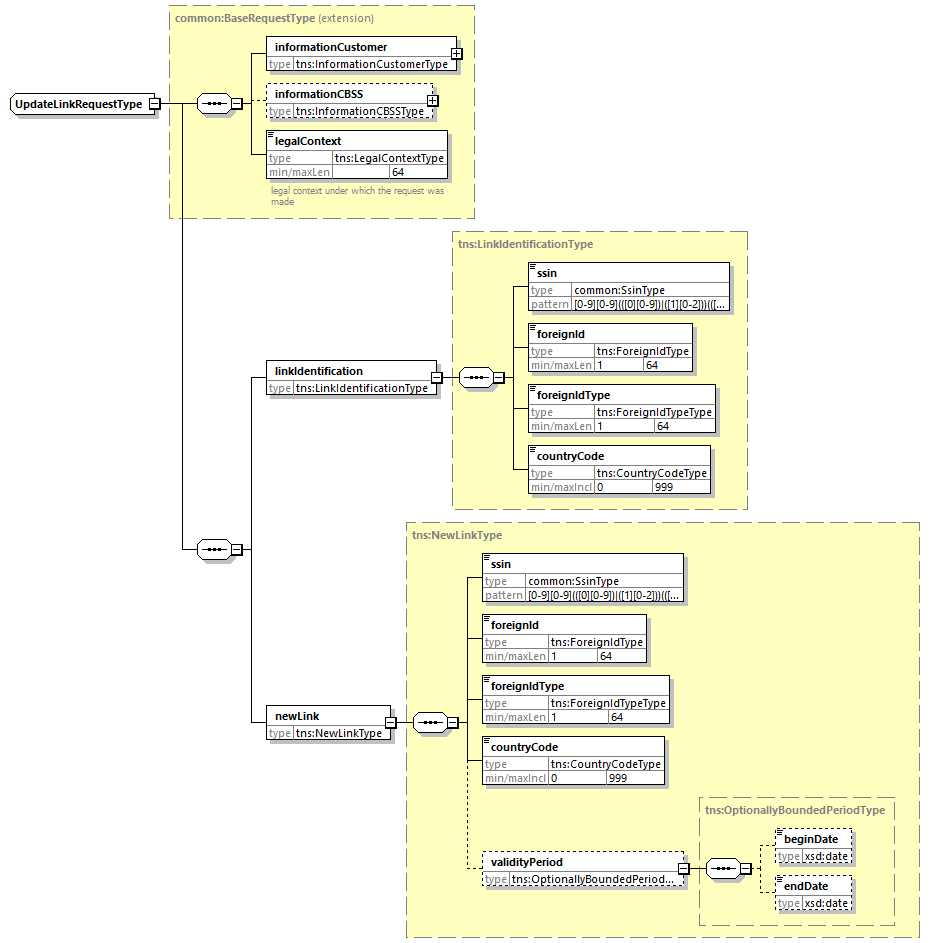 common:BaseRequestType (extension)
informationCustomer
type tns:InformationCustomerType
UpdateLinkRequestType
informationCBSS
type tns:InformationCBSSType
legalContext
type tns:LegalContextType
min/maxLen 64
legal context under which the request was
made
tns:LinkIdentificationType
ssin
type common:SsinType
pattern [0-9][0-9](([0][0-9])|([1][0-2]))(([...
foreignId
type tns:ForeignIdType
min/maxLen 1 64
linkIdentification
type tns:LinkIdentificationType
foreignIdType
type tns:ForeignIdTypeType
min/maxLen 1 64
countryCode
type tns:CountryCodeType
min/maxIncl 0 999
tns:NewLinkType
ssin
type common:SsinType
pattern [0-9][0-9](([0][0-9])|([1][0-2]))(([...
foreignId
type tns:ForeignIdType
min/maxLen 1 64
foreignIdType
type tns:ForeignIdTypeType
min/maxLen 1 64
newLink
type tns:NewLinkType
countryCode
type tns:CountryCodeType
min/maxIncl 0 999
tns:OptionallyBoundedPeriodType
beginDate
type xsd:date
validityPeriod
type tns:OptionallyBoundedPeriod...
endDate
type xsd:date